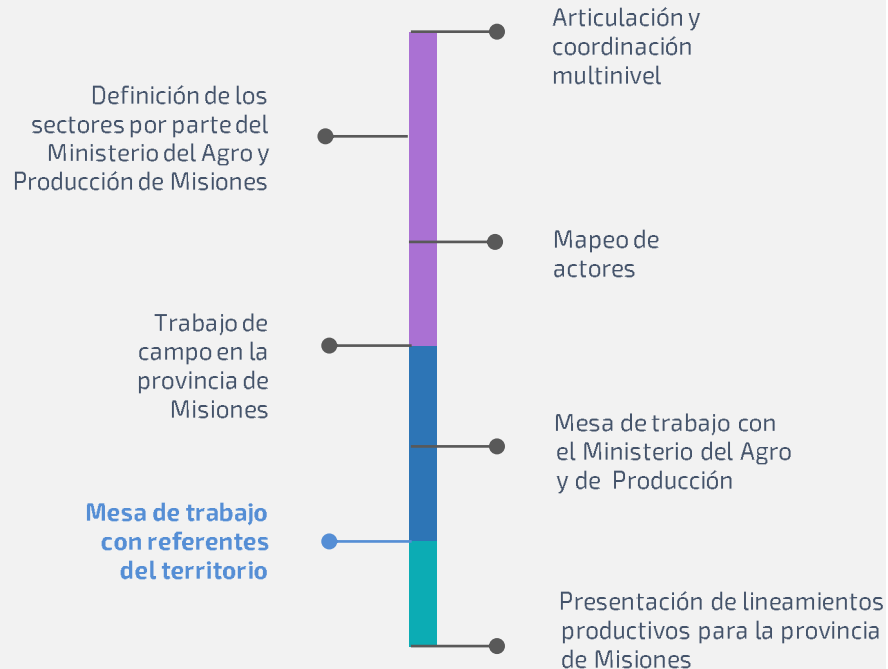 Articulación y
coordinación
multinivel
Definición de los
sectores por parte del
Ministerio del Agro y
Producción de Misiones
Mapeo de
actores
Trabajo de
campo en la
provincia de
Misiones
Mesa de trabajo con
el Ministerio del Agro
y de Producción
Mesa de trabajo
con referentes
del territorio
Presentación de lineamientos
productivos para la provincia
de Misiones